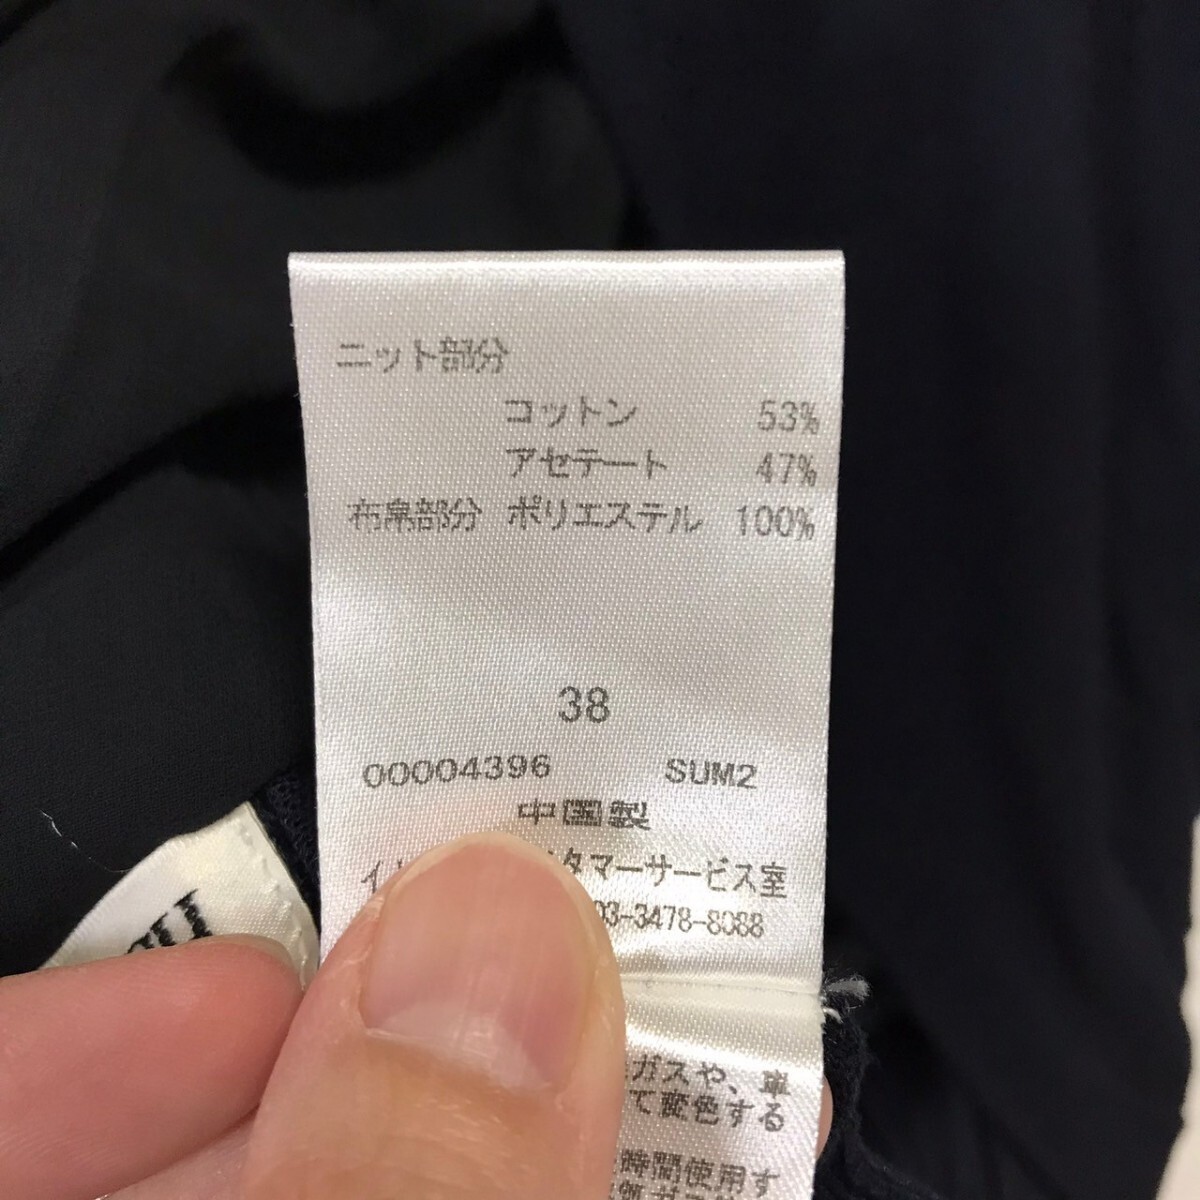 ニット部分
コットン 53%
アセテート 47%
布帛部分 ポリエステル 100%
38
00004396 SUM2
中国製
タマーサービス室
03-3478-8088
ガスや、車
て変色する
時間使用す